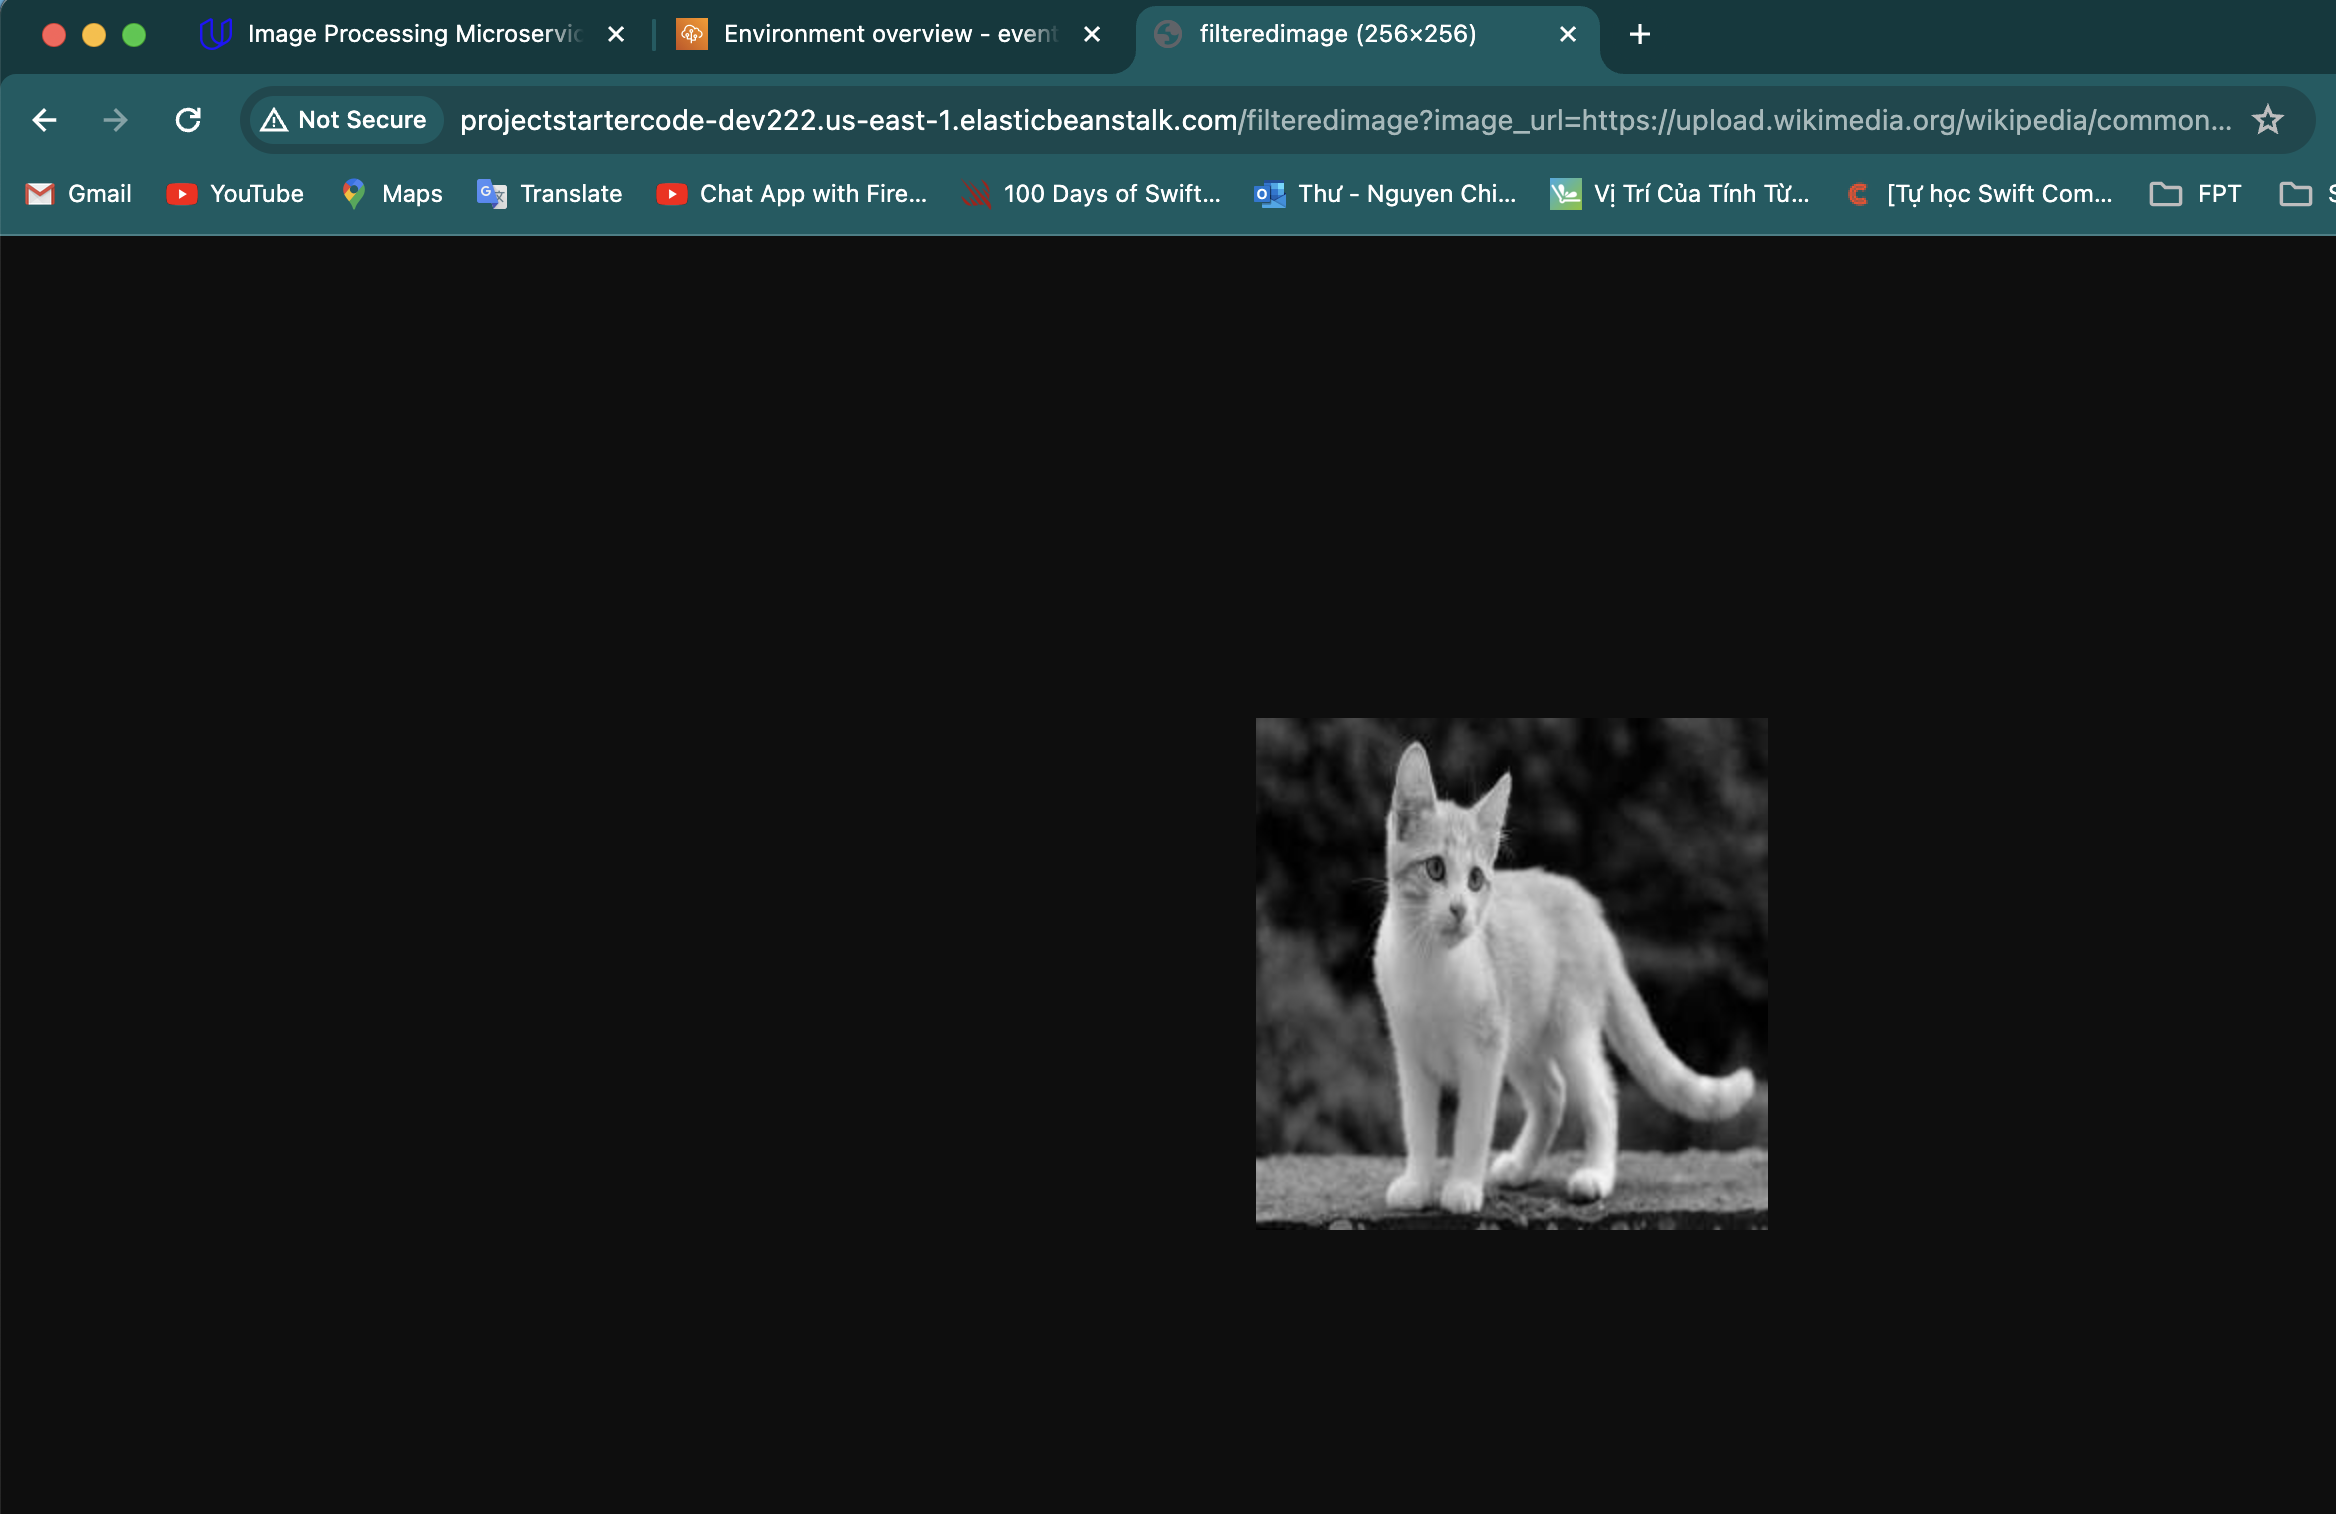 Image Processing Microservic
Environment overview - event
filteredimage (256×256)
Not Secure
projectstartercode-dev222.us-east-1.elasticbeanstalk.com/filteredimage?image_url=https://upload.wikimedia.org/wikipedia/common...
Gmail
YouTube
Maps
Translate
Chat App with Fire...
100 Days of Swift...
Thư - Nguyen Chi...
Vị Trí Của Tính Từ...
[Tự học Swift Com...
FPT
S